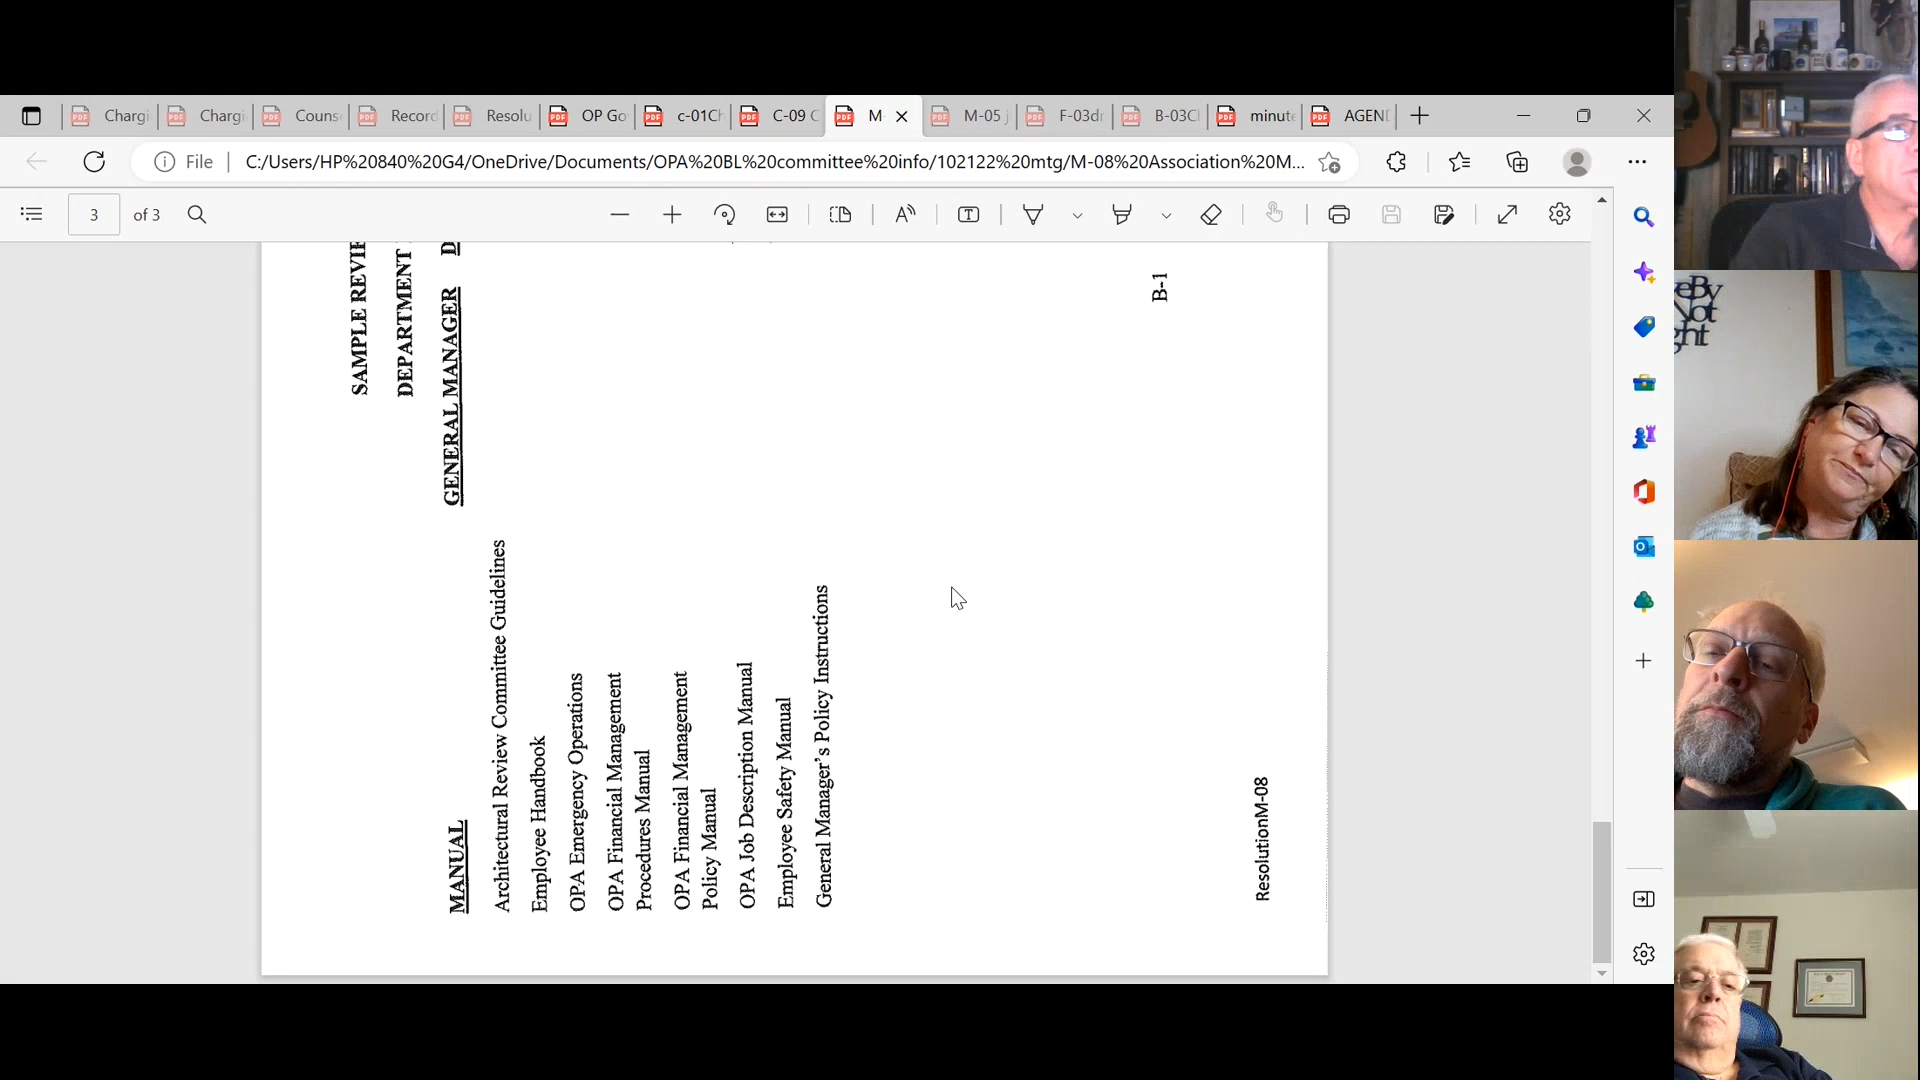 Chargi
Chargi
Couns
Record
Resolu
OP Go
c-01Ch
C-09 C
M
M-05 j
F-03dr
B-03Cl
minute
AGEND
File
C:/Users/HP%20840%20G4/OneDrive/Documents/OPA%20BL%20committee%20info/102122%20mtg/M-08%20Association%20M...
3
of 3
SAMPLE REVIE
DEPARTMENT
MANUAL GENERAL MANAGER D
Architectural Review Committee Guidelines
Employee Handbook
OPA Emergency Operations
OPA Financial Management
Procedures Manual
OPA Financial Management
Policy Manual
OPA Job Description Manual
Employee Safety Manual
General Manager's Policy Instructions
B-1
ResolutionM-08